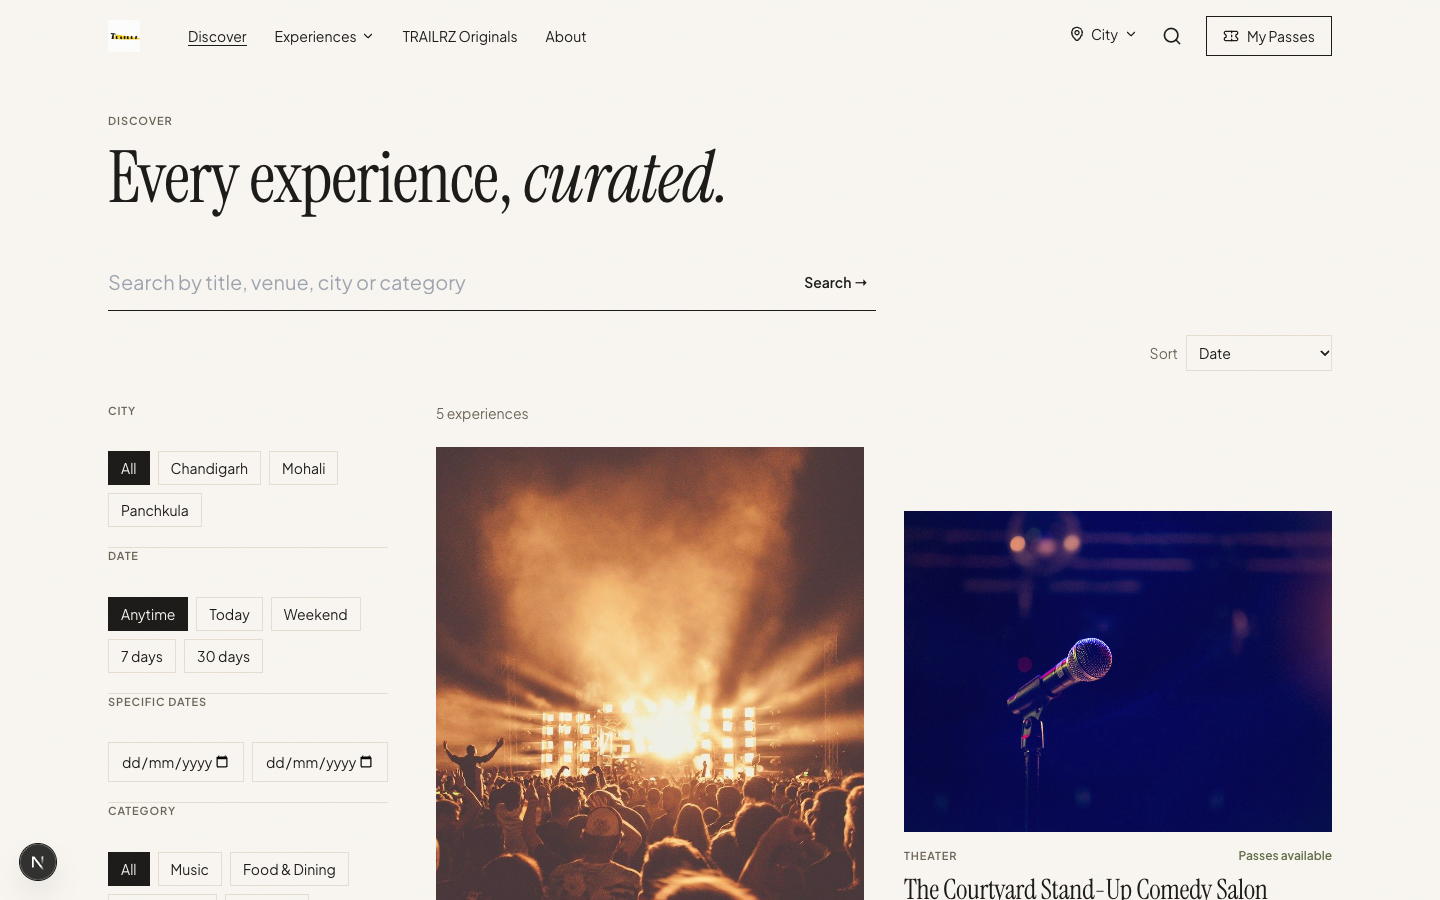 Discover
Experiences
TRAILRZ Originals
About
City
My Passes
DISCOVER
Every experience, curated.
Search by title, venue, city or category
Search →
Sort
Date
CITY
All
Chandigarh
Mohali
Panchkula
DATE
Anytime
Today
Weekend
7 days
30 days
SPECIFIC DATES
dd/mm/yyyy
dd/mm/yyyy
CATEGORY
All
Music
Food & Dining
5 experiences
THEATER
Passes available
The Courtyard Stand-Up Comedy Salon
N